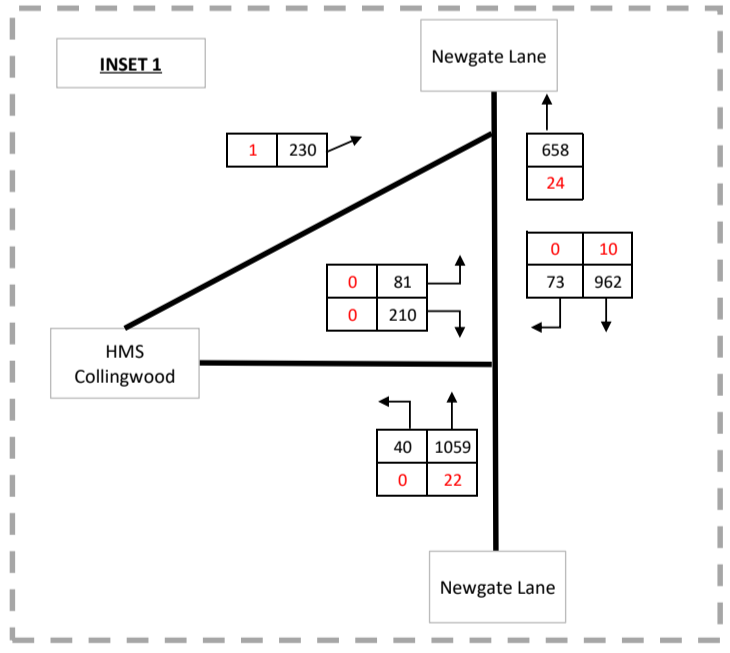 INSET 1
Newgate Lane
1 230
658
24
0 10
73 962
0 81
0 210
HMS
Collingwood
40 1059
0 22
Newgate Lane